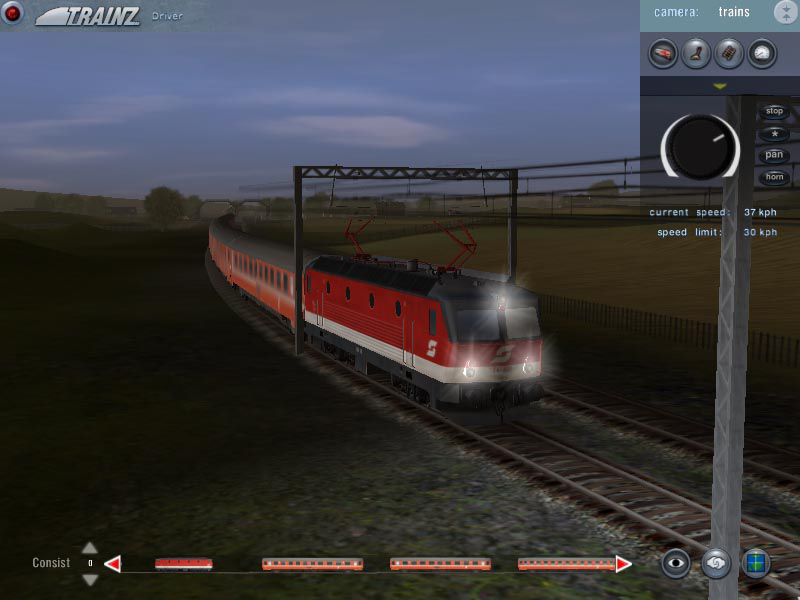 TRAINZ Driver
camera: trains
stop
*
pan
horn
current speed: 37 kph
speed limit: 30 kph
Consist 0